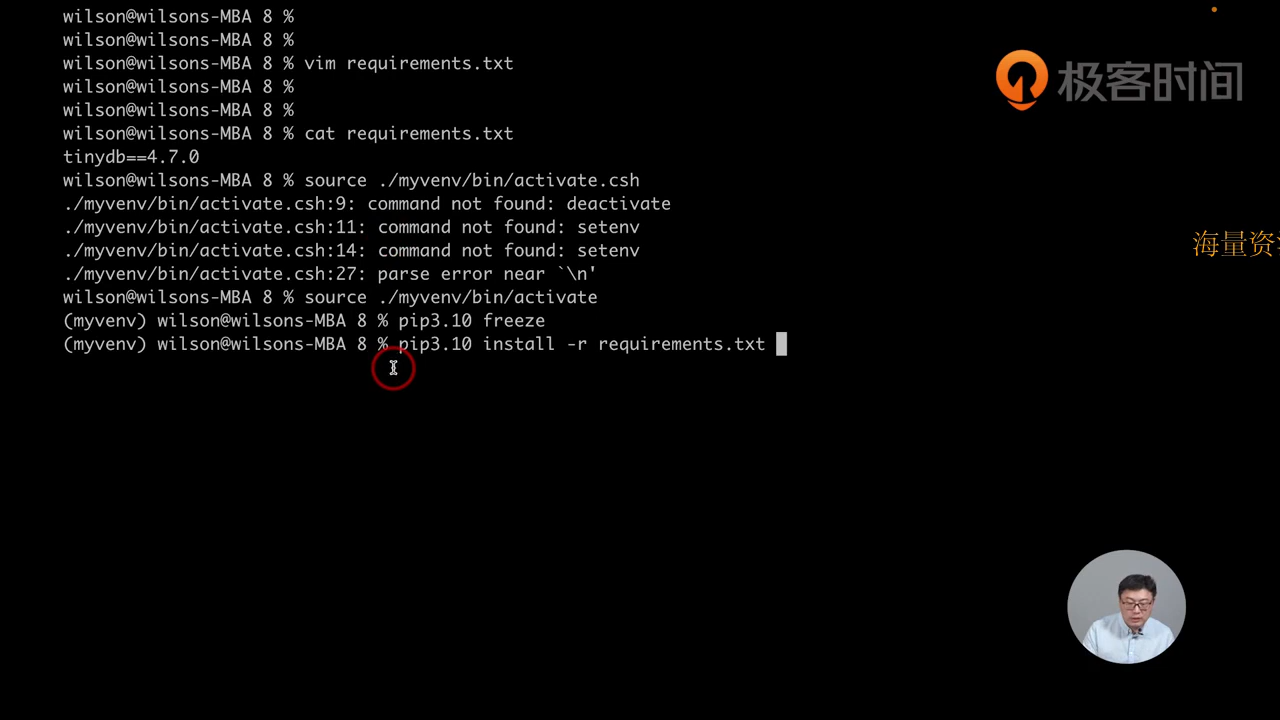 wilson@wilsons-MBA 8 %
wilson@wilsons-MBA 8 %
wilson@wilsons-MBA 8 % vim requirements.txt
wilson@wilsons-MBA 8 %
wilson@wilsons-MBA 8 %
wilson@wilsons-MBA 8 % cat requirements.txt
tinydb==4.7.0
wilson@wilsons-MBA 8 % source ./myvenv/bin/activate.csh
./myvenv/bin/activate.csh:9: command not found: deactivate
./myvenv/bin/activate.csh:11: command not found: setenv
./myvenv/bin/activate.csh:14: command not found: setenv
./myvenv/bin/activate.csh:27: parse error near `\n'
wilson@wilsons-MBA 8 % source ./myvenv/bin/activate
(myvenv) wilson@wilsons-MBA 8 % pip3.10 freeze
(myvenv) wilson@wilsons-MBA 8 % pip3.10 install -r requirements.txt
极客时间
海量资